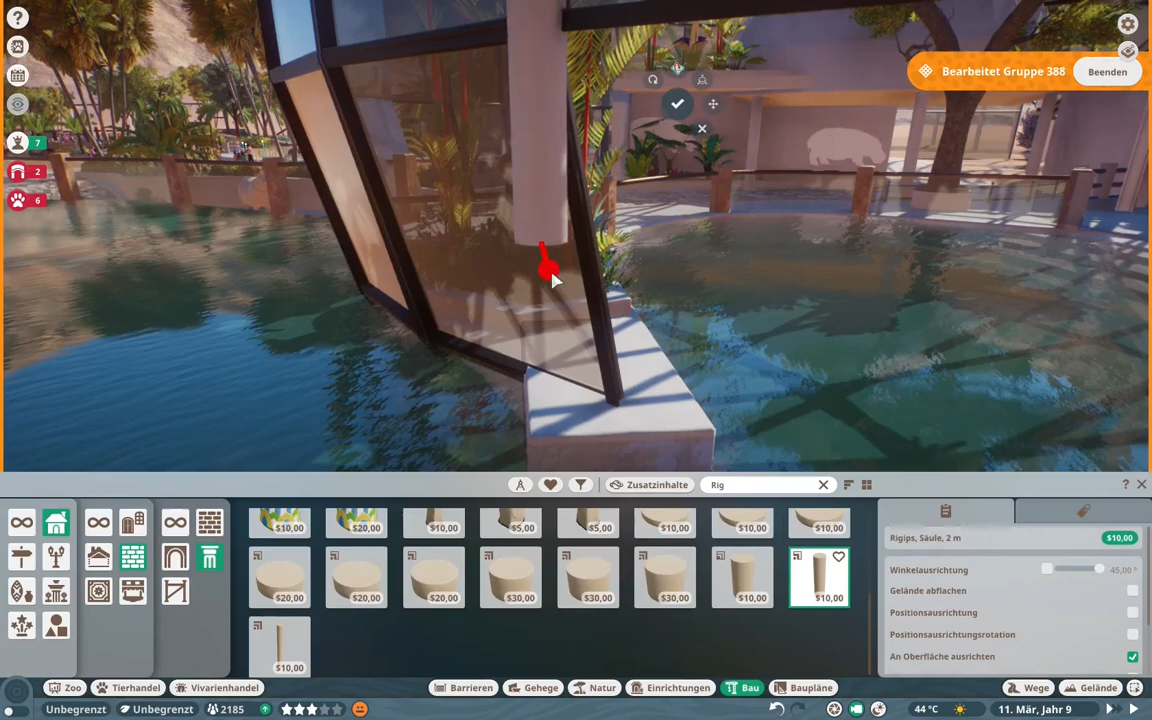 ?
7
2
6
Bearbeitet Gruppe 388
Beenden
Zusatzinhalte
Rig
?
$10,00 $20,00 $10,00 $5,00 $5,00 $10,00 $10,00 $10,00
$20,00 $20,00 $20,00 $30,00 $30,00 $30,00 $10,00 $10,00
$10,00
Rigips, Säule, 2 m $10,00
Winkelausrichtung 45,00 °
Gelände abflachen
Positionsausrichtung
Positionsausrichtungsrotation
An Oberfläche ausrichten
Zoo Tierhandel Vivarienhandel Barrieren Gehege Natur Einrichtungen Bau Baupläne Wege Gelände
Unbegrenzt Unbegrenzt 2185 44 °C 11. Mär, Jahr 9